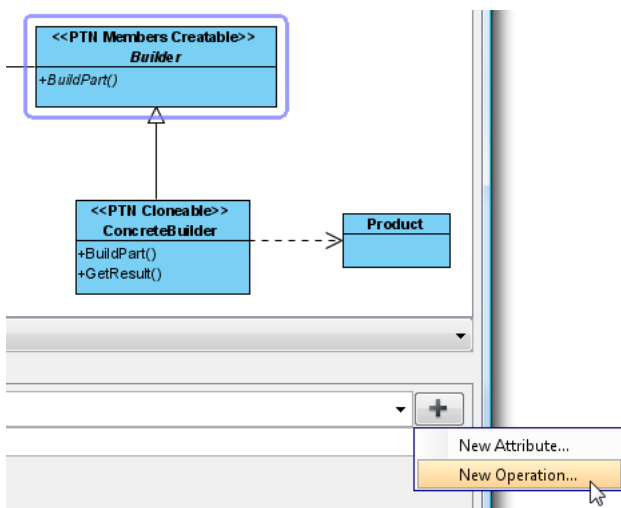 <<PTN Members Creatable>>
Builder
+BuildPart()
<<PTN Cloneable>>
ConcreteBuilder
+BuildPart()
+GetResult()
Product
New Attribute...
New Operation...